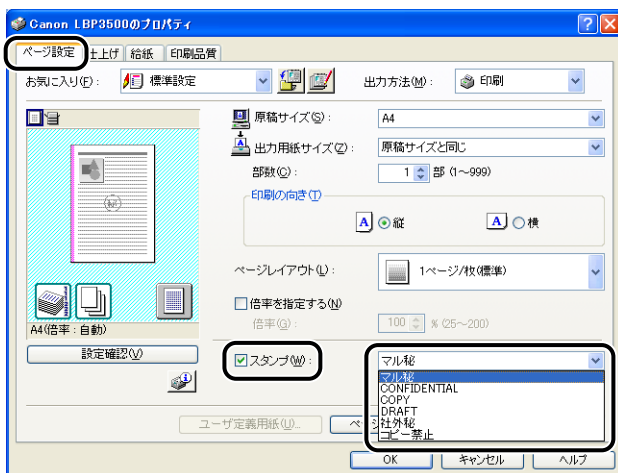 Canon LBP3500のプロパティ
ページ設定 仕上げ 給紙 印刷品質
お気に入り(F): 標準設定 出力方法(M): 印刷
原稿サイズ(S): A4
出力用紙サイズ(Z): 原稿サイズと同じ
部数(C): 1 部 (1~999)
印刷の向き(T)
A 縦 A 横
ページレイアウト(L): 1ページ/枚(標準)
倍率を指定する(N)
A4(倍率:自動)
倍率(G): 100 % (25~200)
設定確認(V)
スタンプ(W): マル秘
マル秘
CONFIDENTIAL
COPY
DRAFT
社外秘
コピー禁止
ユーザ定義用紙(U)...
OK キャンセル ヘルプ